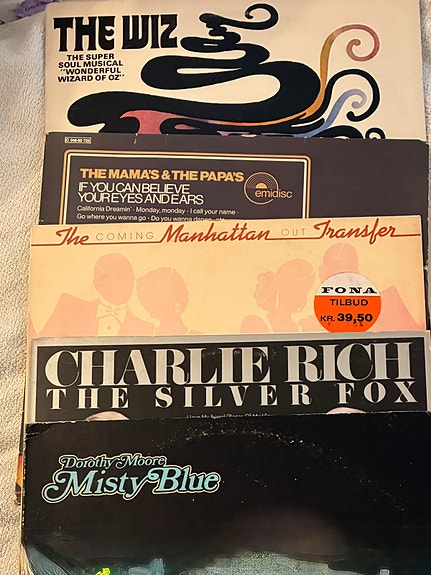 THE WIZ
THE SUPER
SOUL MUSICAL
"WONDERFUL
WIZARD OF OZ"
THE MAMA'S & THE PAPA'S
IF YOU CAN BELIEVE
YOUR EYES AND EARS
emidisc
California Dreamin' · Monday, monday · I call your name ·
Go where you wanna go · Do you wanna dance
The COMING Manhattan OUT Transfer
FONA
TILBUD
KR. 39,50
CHARLIE RICH
THE SILVER FOX
Dorothy Moore
Misty Blue